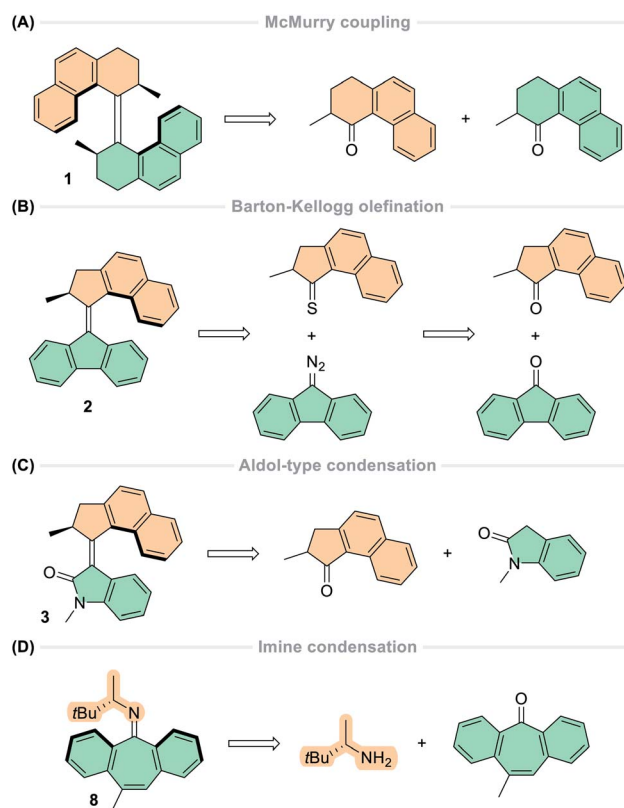 (A) McMurry coupling
1
+
O
O
(B) Barton-Kellogg olefination
2
S
+
N2
O
+
O
(C) Aldol-type condensation
O
N
3
O
+
O
N
(D) Imine condensation
tBu
N
8
tBu
NH2
+
O